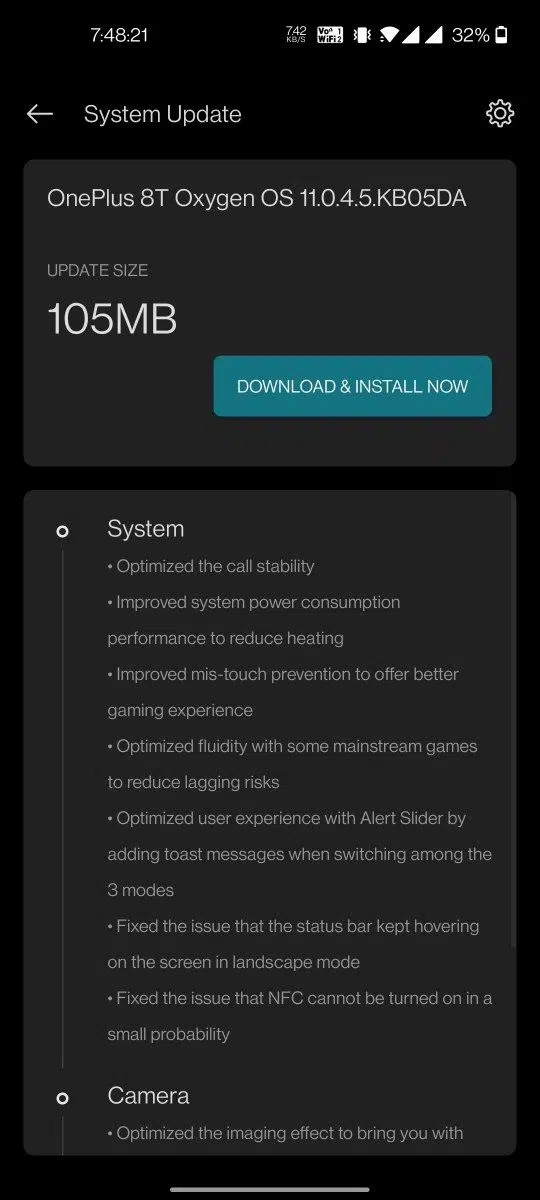 7:48:21 7.42 KB/S Vo 1 WiFi 2 32%
System Update
OnePlus 8T Oxygen OS 11.0.4.5.KB05DA
UPDATE SIZE
105MB
DOWNLOAD & INSTALL NOW
System
• Optimized the call stability
• Improved system power consumption
performance to reduce heating
• Improved mis-touch prevention to offer better
gaming experience
• Optimized fluidity with some mainstream games
to reduce lagging risks
• Optimized user experience with Alert Slider by
adding toast messages when switching among the
3 modes
• Fixed the issue that the status bar kept hovering
on the screen in landscape mode
• Fixed the issue that NFC cannot be turned on in a
small probability
Camera
• Optimized the imaging effect to bring you with